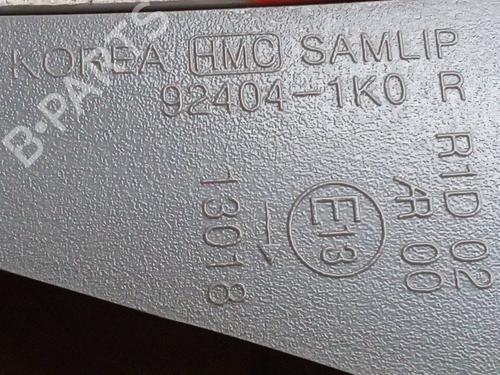 KOREA HMC SAMLIP
92404-1K0 R
R1D 02
AR 00
E13
13018
B-PARTS